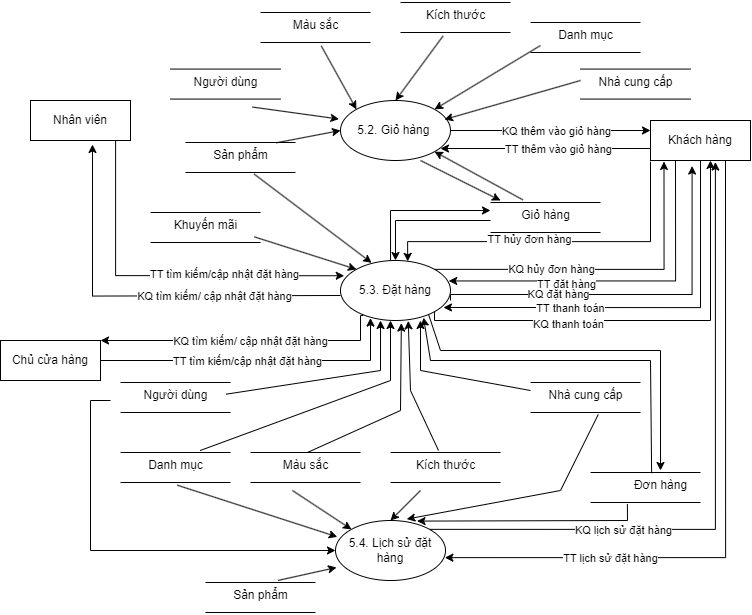 Màu sắc
Kích thước
Danh mục
Người dùng
Nhà cung cấp
Nhân viên
5.2. Giỏ hàng
KQ thêm vào giỏ hàng
Khách hàng
TT thêm vào giỏ hàng
Sản phẩm
Giỏ hàng
Khuyến mãi
TT hủy đơn hàng
TT tìm kiếm/cập nhật đặt hàng
KQ hủy đơn hàng
5.3. Đặt hàng
TT đặt hàng
KQ tìm kiếm/ cập nhật đặt hàng
KQ đặt hàng
TT thanh toán
KQ thanh toán
KQ tìm kiếm/ cập nhật đặt hàng
Chủ cửa hàng
TT tìm kiếm/cập nhật đặt hàng
Người dùng
Nhà cung cấp
Danh mục
Màu sắc
Kích thước
Đơn hàng
KQ lịch sử đặt hàng
5.4. Lịch sử đặt
hàng
TT lịch sử đặt hàng
Sản phẩm